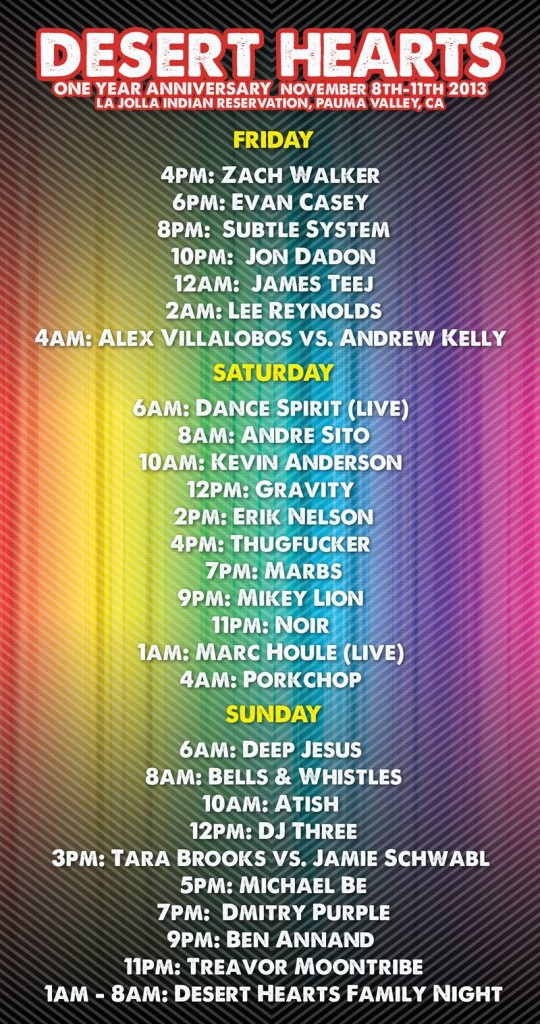 DESERT HEARTS
ONE YEAR ANNIVERSARY NOVEMBER 8TH-11TH 2013
LA JOLLA INDIAN RESERVATION, PAUMA VALLEY, CA
FRIDAY
4PM: ZACH WALKER
6PM: EVAN CASEY
8PM: SUBTLE SYSTEM
10PM: JON DADON
12AM: JAMES TEEJ
2AM: LEE REYNOLDS
4AM: ALEX VILLALOBOS VS. ANDREW KELLY
SATURDAY
6AM: DANCE SPIRIT (LIVE)
8AM: ANDRE SITO
10AM: KEVIN ANDERSON
12PM: GRAVITY
2PM: ERIK NELSON
4PM: THUGFUCKER
7PM: MARBS
9PM: MIKEY LION
11PM: NOIR
1AM: MARC HOULE (LIVE)
4AM: PORKCHOP
SUNDAY
6AM: DEEP JESUS
8AM: BELLS & WHISTLES
10AM: ATISH
12PM: DJ THREE
3PM: TARA BROOKS VS. JAMIE SCHWABL
5PM: MICHAEL BE
7PM: DMITRY PURPLE
9PM: BEN ANNAND
11PM: TREAVOR MOONTRIBE
1AM - 8AM: DESERT HEARTS FAMILY NIGHT